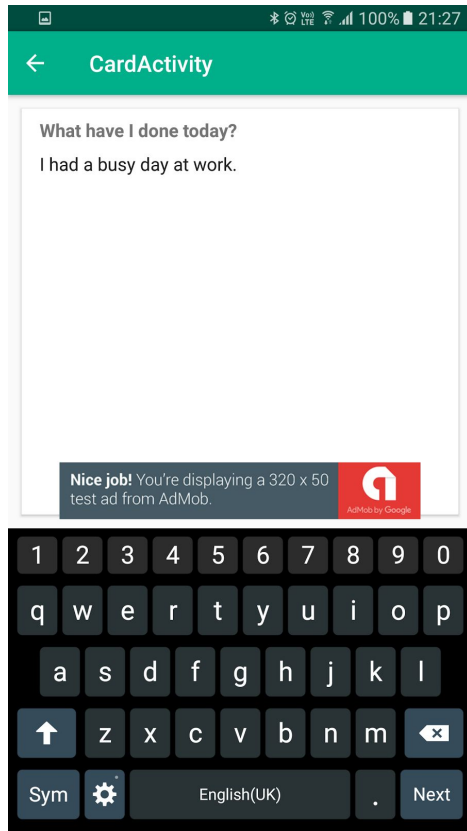 Vo)) LTE 100% 21:27
CardActivity
What have I done today?
I had a busy day at work.
Nice job! You're displaying a 320 x 50
test ad from AdMob.
AdMob by Google
1 2 3 4 5 6 7 8 9 0
q w e r t y u i o p
a s d f g h j k l
z x c v b n m
Sym English(UK) . Next